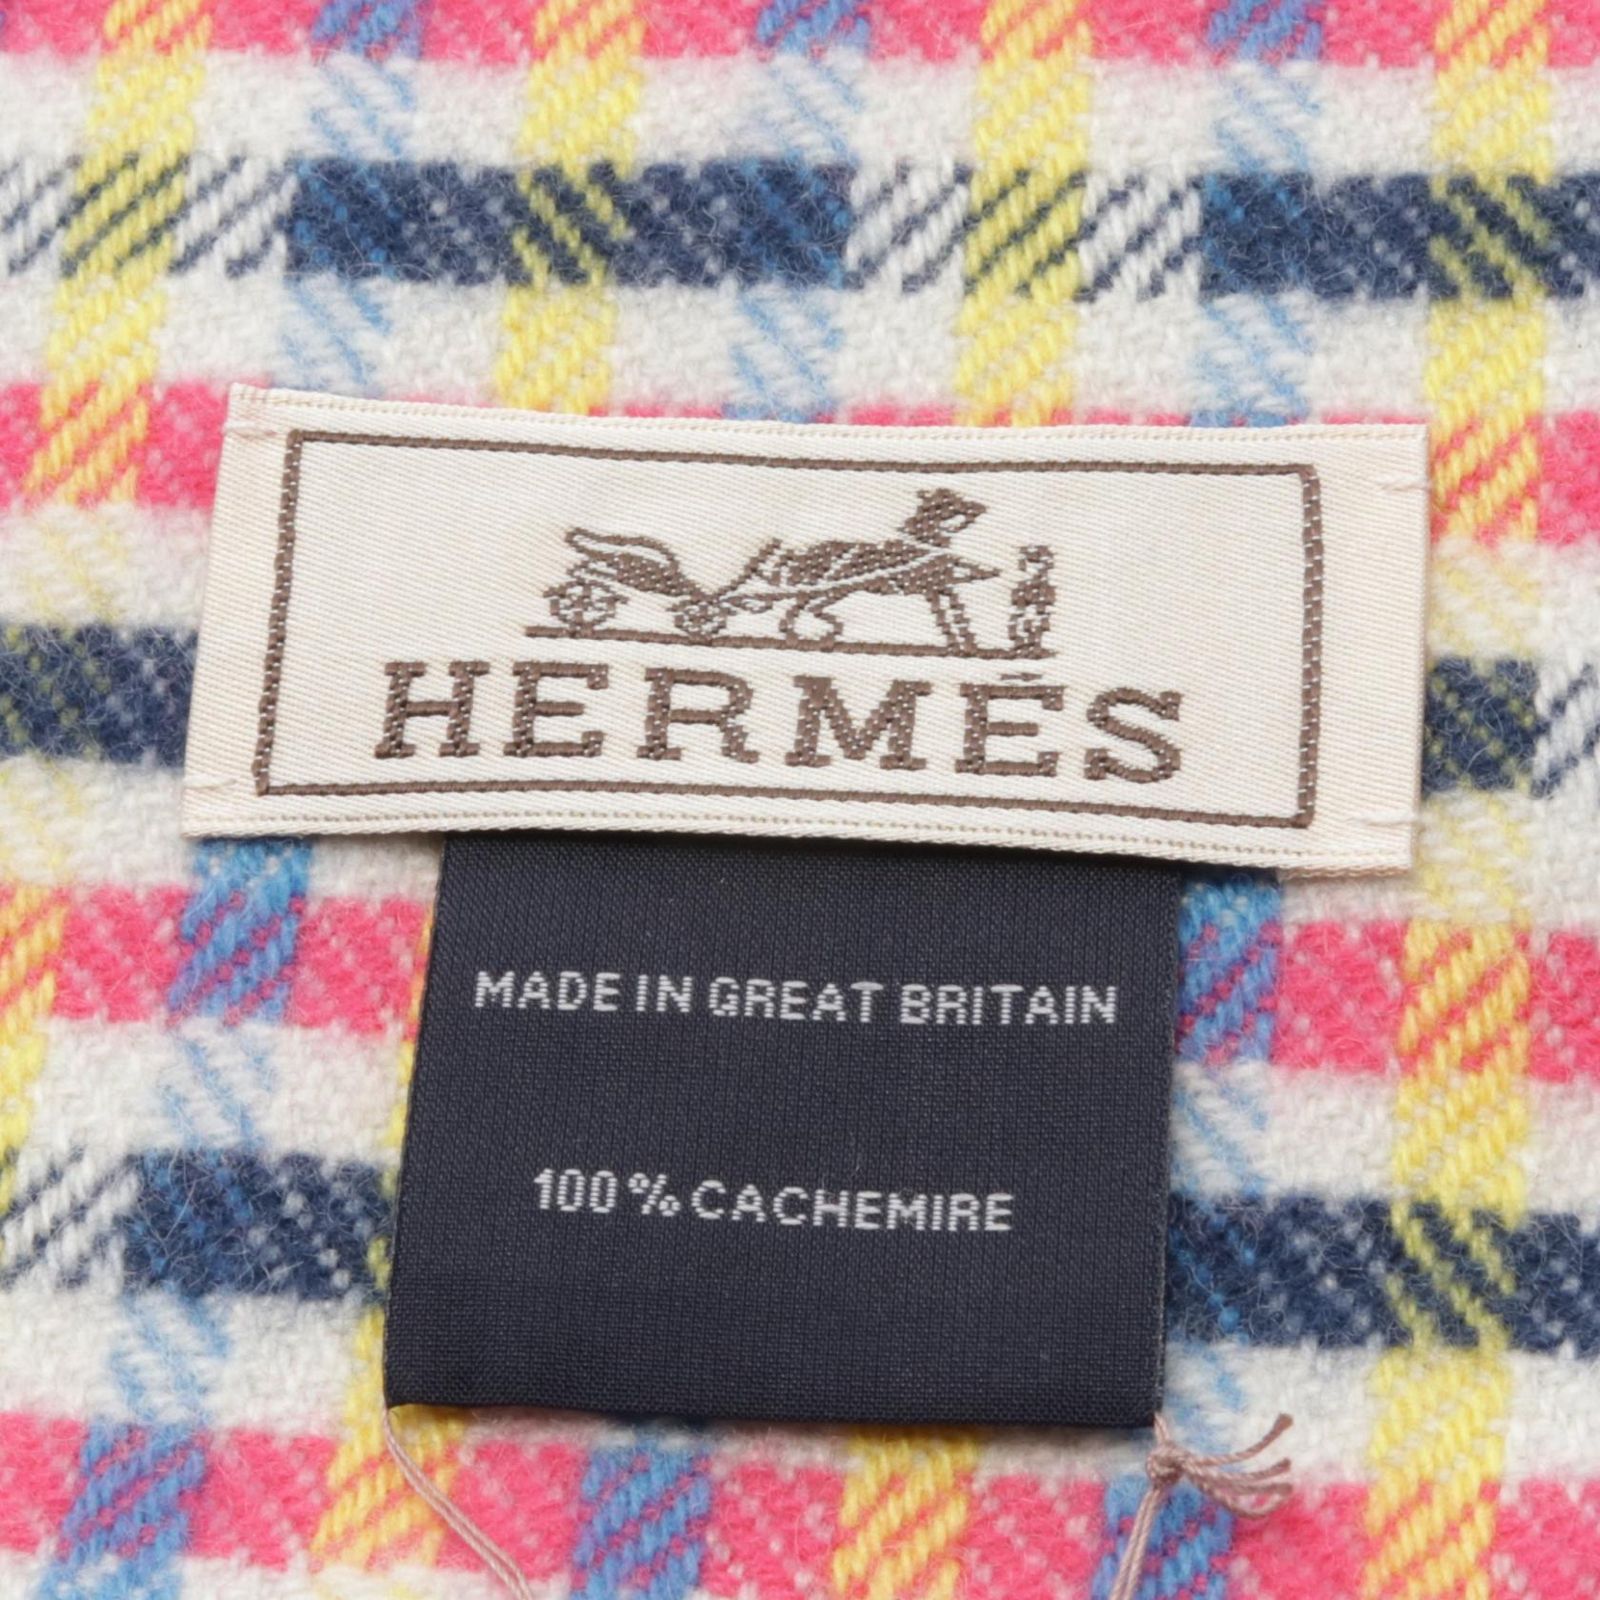 HERMÈS
MADE IN GREAT BRITAIN
100% CACHEMIRE